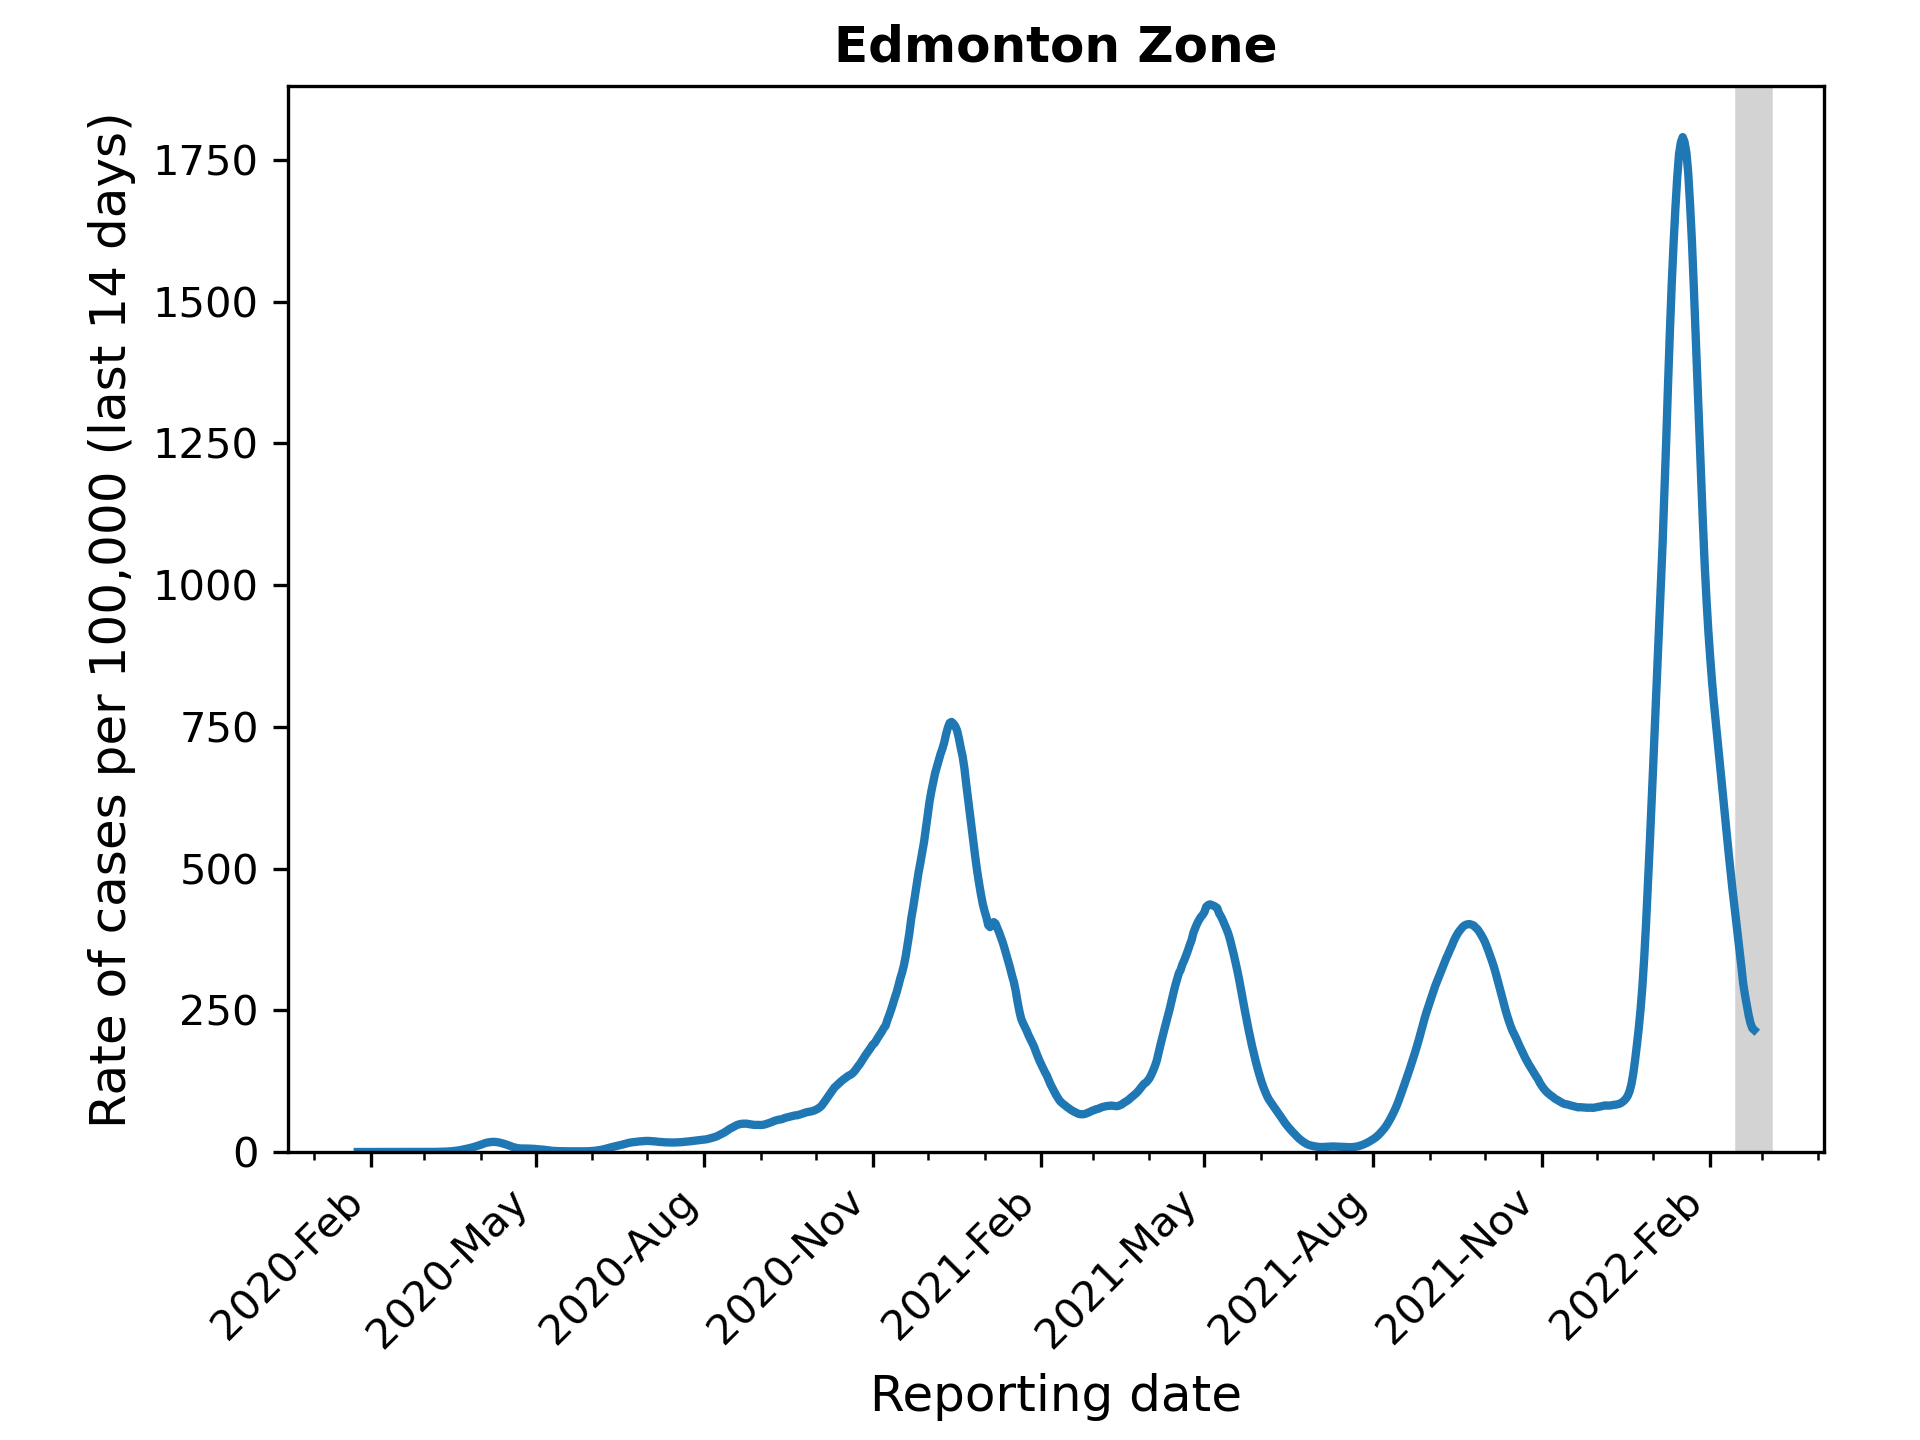 Edmonton Zone
Rate of cases per 100,000 (last 14 days)
1750
1500
1250
1000
750
500
250
0
2020-Feb
2020-May
2020-Aug
2020-Nov
2021-Feb
2021-May
2021-Aug
2021-Nov
2022-Feb
Reporting date